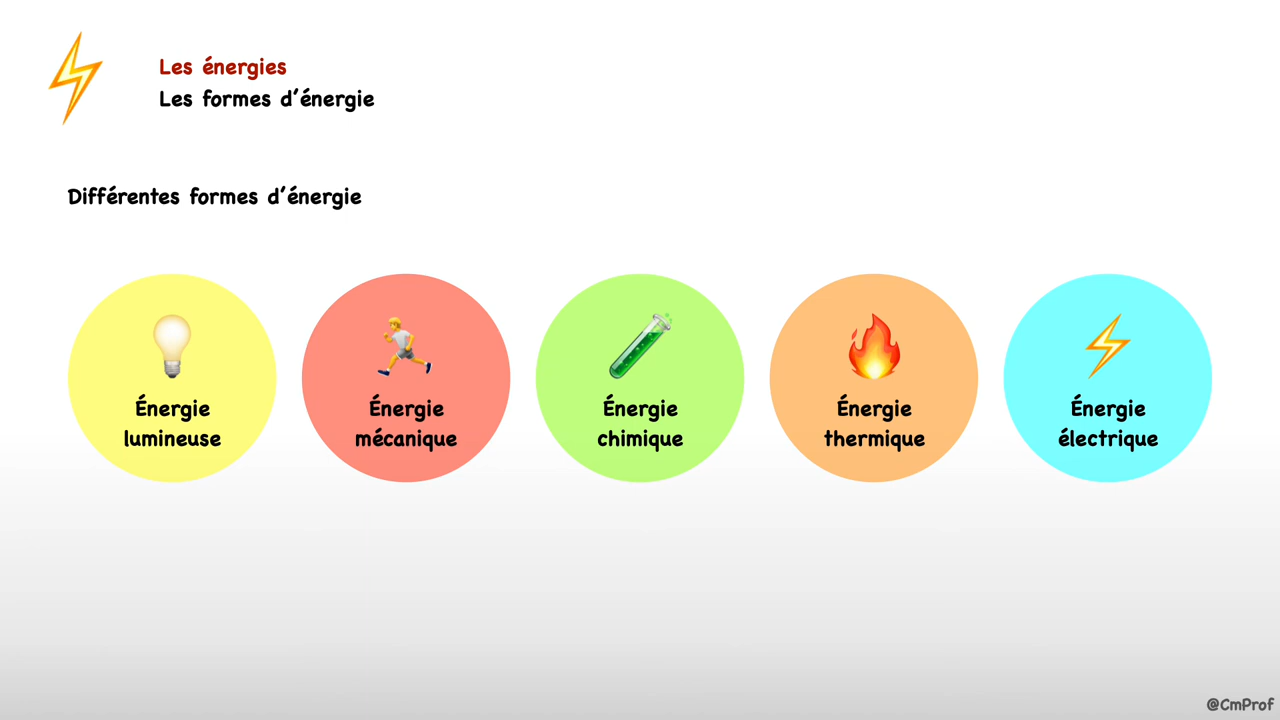 Les énergies
Les formes d'énergie
Différentes formes d'énergie
Énergie
lumineuse
Énergie
mécanique
Énergie
chimique
Énergie
thermique
Énergie
électrique
@CmProf